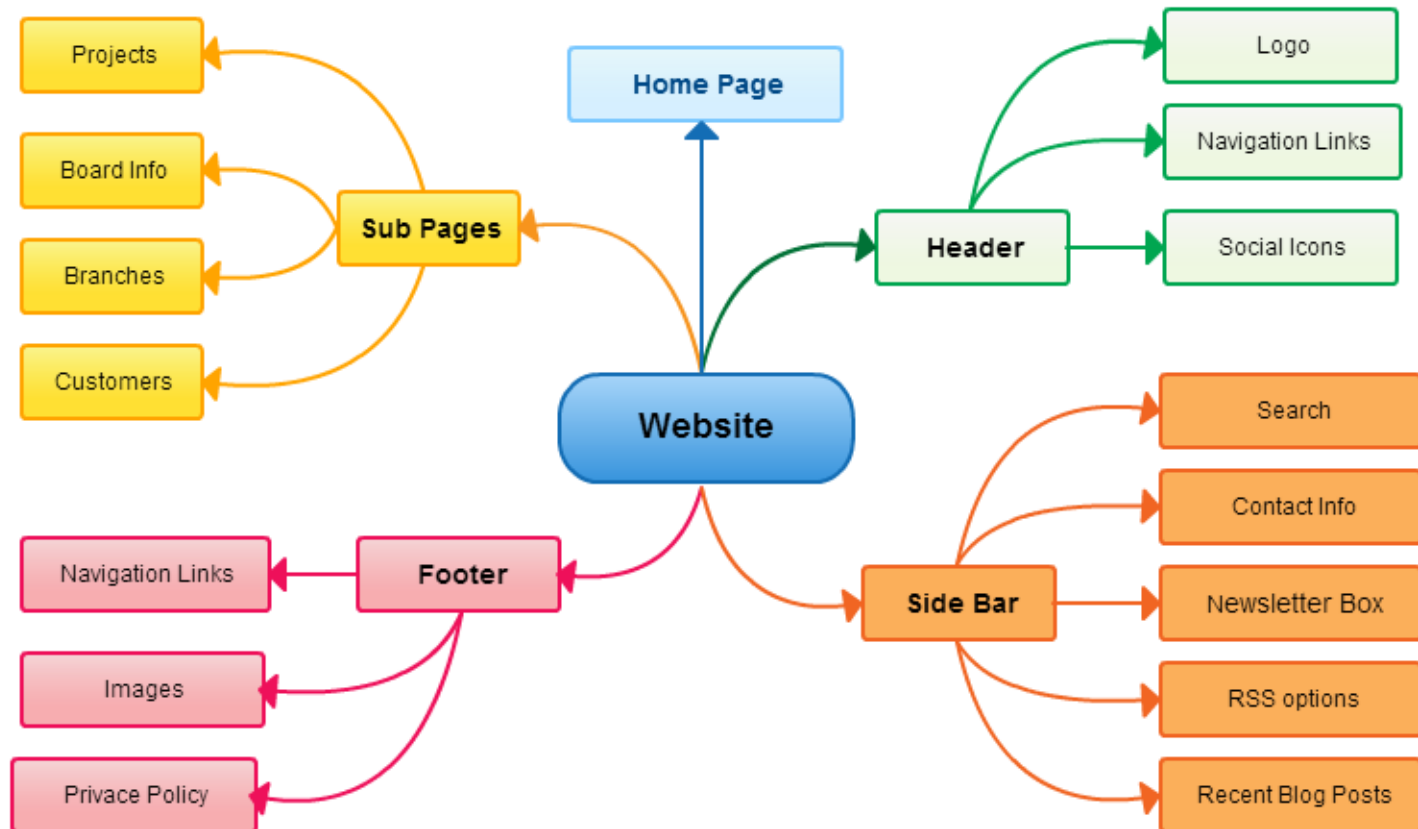 Projects
Board Info
Branches
Customers
Sub Pages
Home Page
Header
Logo
Navigation Links
Social Icons
Website
Footer
Navigation Links
Images
Privace Policy
Side Bar
Search
Contact Info
Newsletter Box
RSS options
Recent Blog Posts